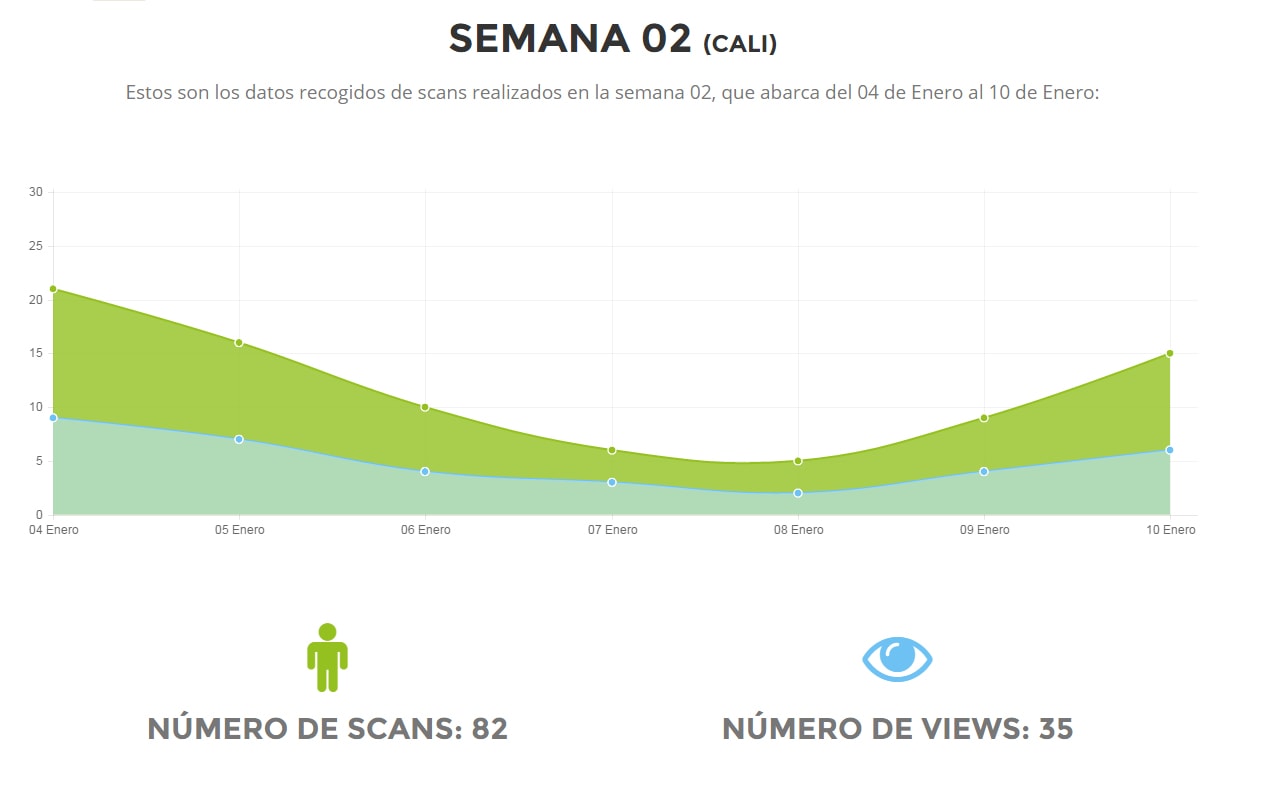 SEMANA 02 (CALI)
Estos son los datos recogidos de scans realizados en la semana 02, que abarca del 04 de Enero al 10 de Enero:
30
25
20
15
10
5
0
04 Enero 05 Enero 06 Enero 07 Enero 08 Enero 09 Enero 10 Enero
NÚMERO DE SCANS: 82 NÚMERO DE VIEWS: 35